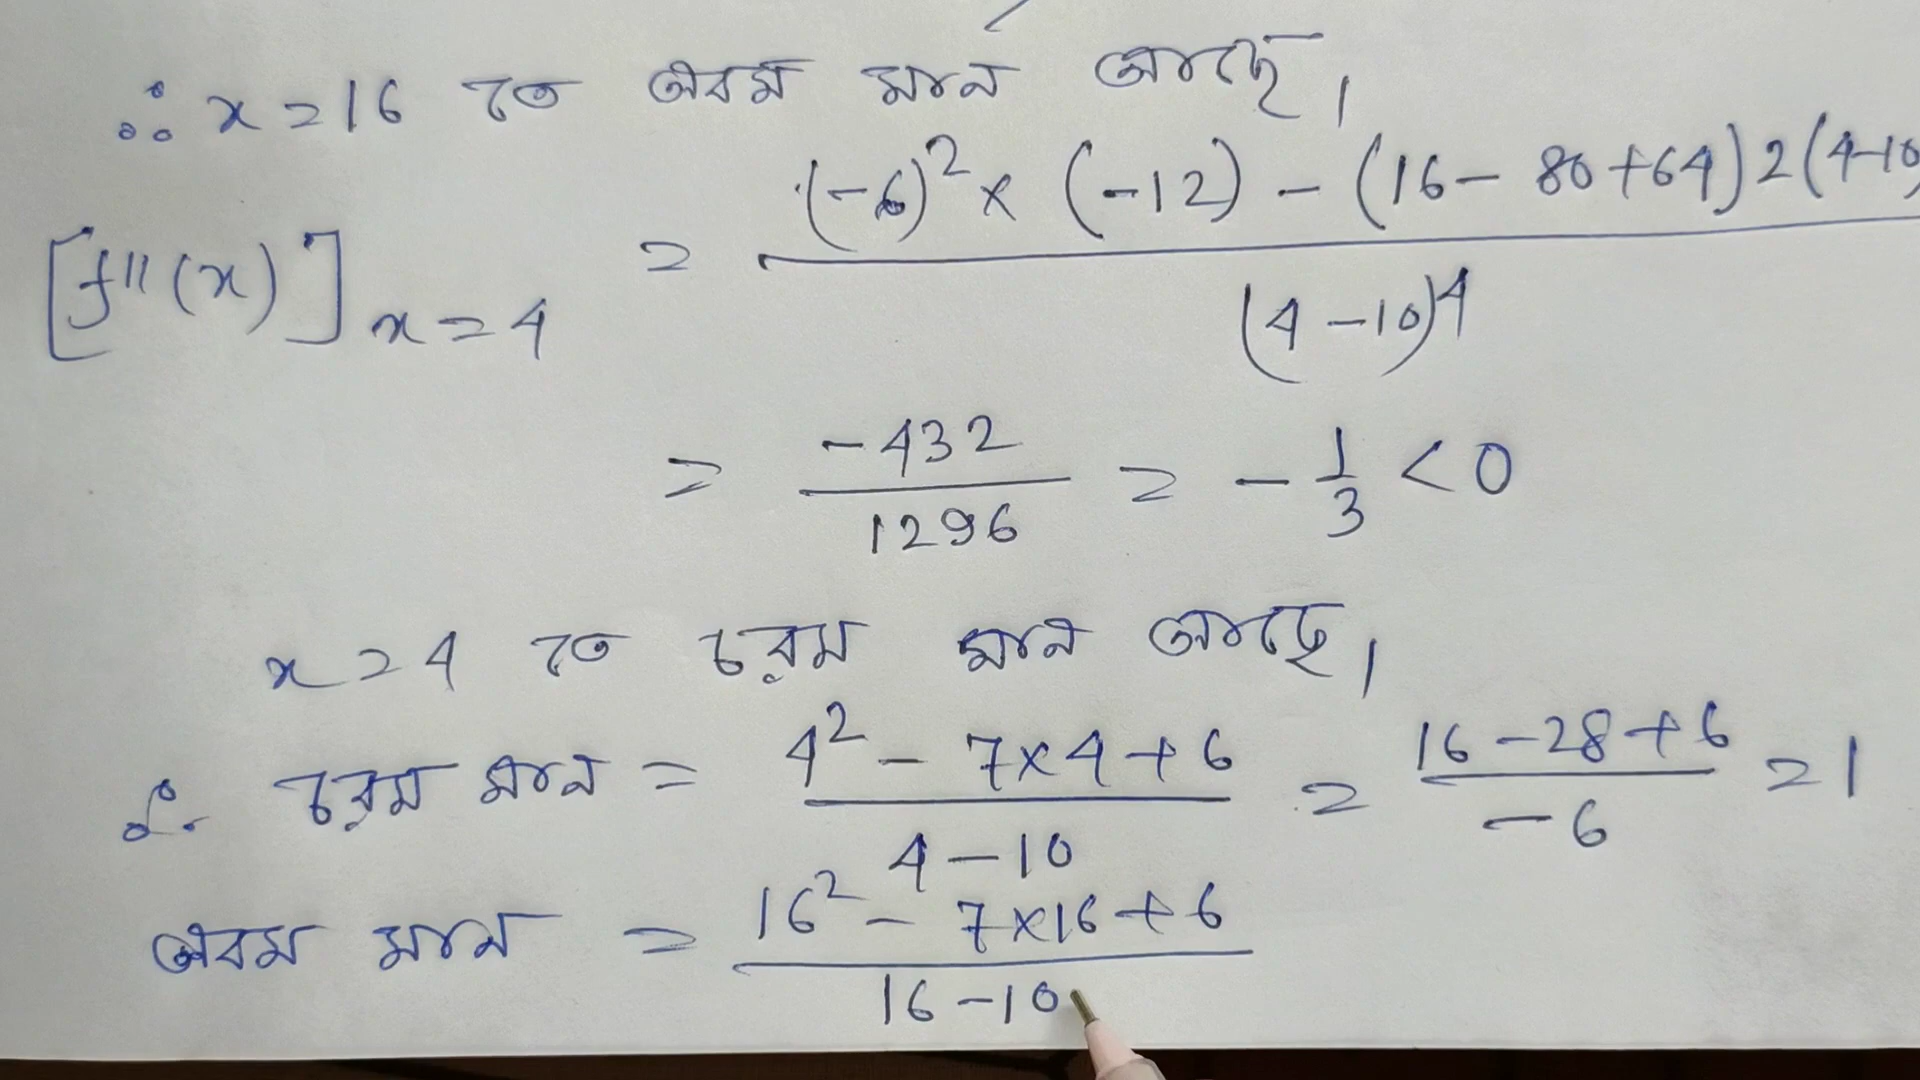 ∴ x = 16 তে অবম মান আছে।
[f''(x)]x = 4 = (-6)² × (-12) - (16 - 80 + 64) 2 (4-10) / (4 - 10)⁴
= -432 / 1296 = - 1/3 < 0
x = 4 তে চরম মান আছে।
∴ চরম মান = 4² - 7×4 + 6 / 4 - 10 = 16 - 28 + 6 / - 6 = 1
অবম মান = 16² - 7×16 + 6 / 16 - 10